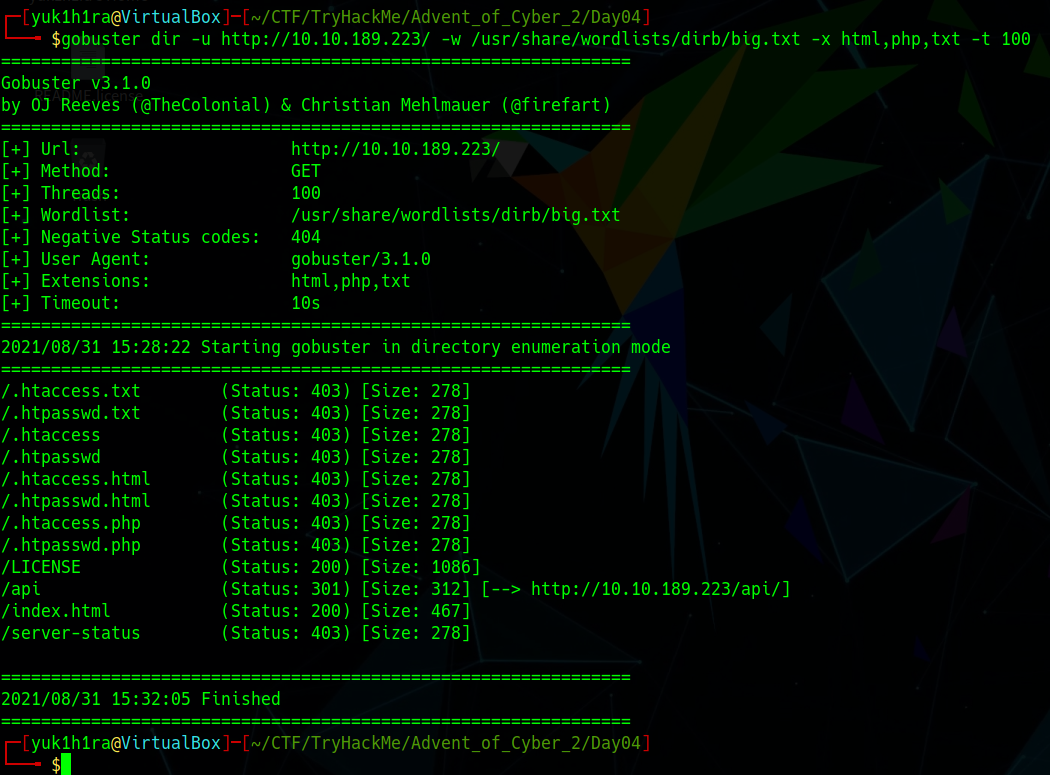 ┌─[yuk1h1ra@VirtualBox]─[~/CTF/TryHackMe/Advent_of_Cyber_2/Day04]
└──╼ $gobuster dir -u http://10.10.189.223/ -w /usr/share/wordlists/dirb/big.txt -x html,php,txt -t 100
===============================================================
Gobuster v3.1.0
by OJ Reeves (@TheColonial) & Christian Mehlmauer (@firefart)
===============================================================
[+] Url:                     http://10.10.189.223/
[+] Method:                  GET
[+] Threads:                 100
[+] Wordlist:                /usr/share/wordlists/dirb/big.txt
[+] Negative Status codes:   404
[+] User Agent:              gobuster/3.1.0
[+] Extensions:              html,php,txt
[+] Timeout:                 10s
===============================================================
2021/08/31 15:28:22 Starting gobuster in directory enumeration mode
===============================================================
/.htaccess.txt        (Status: 403) [Size: 278]
/.htpasswd.txt        (Status: 403) [Size: 278]
/.htaccess            (Status: 403) [Size: 278]
/.htpasswd            (Status: 403) [Size: 278]
/.htaccess.html       (Status: 403) [Size: 278]
/.htpasswd.html       (Status: 403) [Size: 278]
/.htaccess.php        (Status: 403) [Size: 278]
/.htpasswd.php        (Status: 403) [Size: 278]
/LICENSE              (Status: 200) [Size: 1086]
/api                  (Status: 301) [Size: 312] [--> http://10.10.189.223/api/]
/index.html           (Status: 200) [Size: 467]
/server-status        (Status: 403) [Size: 278]
===============================================================
2021/08/31 15:32:05 Finished
===============================================================
┌─[yuk1h1ra@VirtualBox]─[~/CTF/TryHackMe/Advent_of_Cyber_2/Day04]
└──╼ $